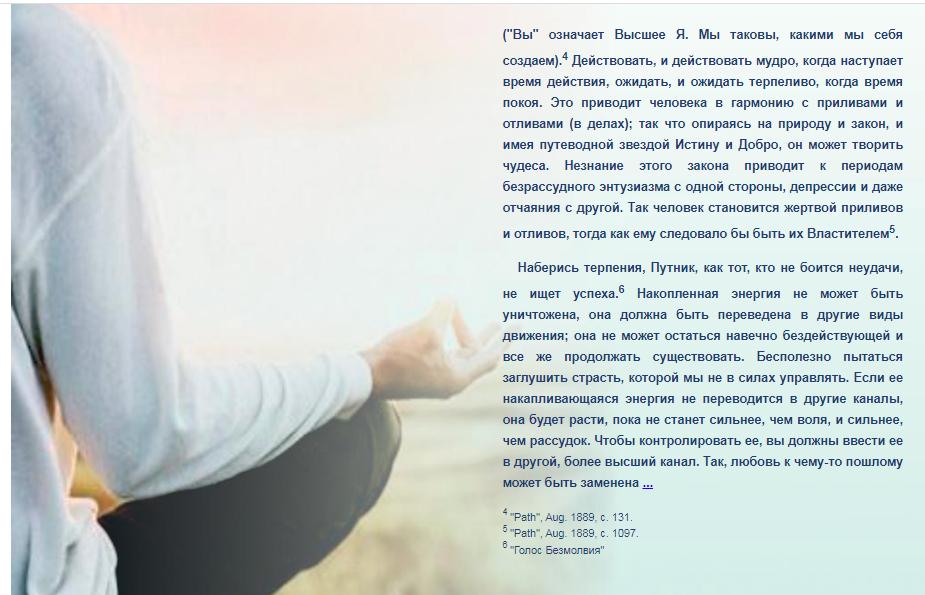 ("Вы" означает Высшее Я. Мы таковы, какими мы себя
создаем).4 Действовать, и действовать мудро, когда наступает
время действия, ожидать, и ожидать терпеливо, когда время
покоя. Это приводит человека в гармонию с приливами и
отливами (в делах); так что опираясь на природу и закон, и
имея путеводной звездой Истину и Добро, он может творить
чудеса. Незнание этого закона приводит к периодам
безрассудного энтузиазма с одной стороны, депрессии и даже
отчаяния с другой. Так человек становится жертвой приливов
и отливов, тогда как ему следовало бы быть их Властителем5.
Наберись терпения, Путник, как тот, кто не боится неудачи,
не ищет успеха.6 Накопленная энергия не может быть
уничтожена, она должна быть переведена в другие виды
движения; она не может остаться навечно бездействующей и
все же продолжать существовать. Бесполезно пытаться
заглушить страсть, которой мы не в силах управлять. Если ее
накапливающаяся энергия не переводится в другие каналы,
она будет расти, пока не станет сильнее, чем воля, и сильнее,
чем рассудок. Чтобы контролировать ее, вы должны ввести ее
в другой, более высший канал. Так, любовь к чему-то пошлому
может быть заменена ...
4 "Path", Aug. 1889, с. 131.
5 "Path", Aug. 1889, с. 1097.
6 "Голос Безмолвия"